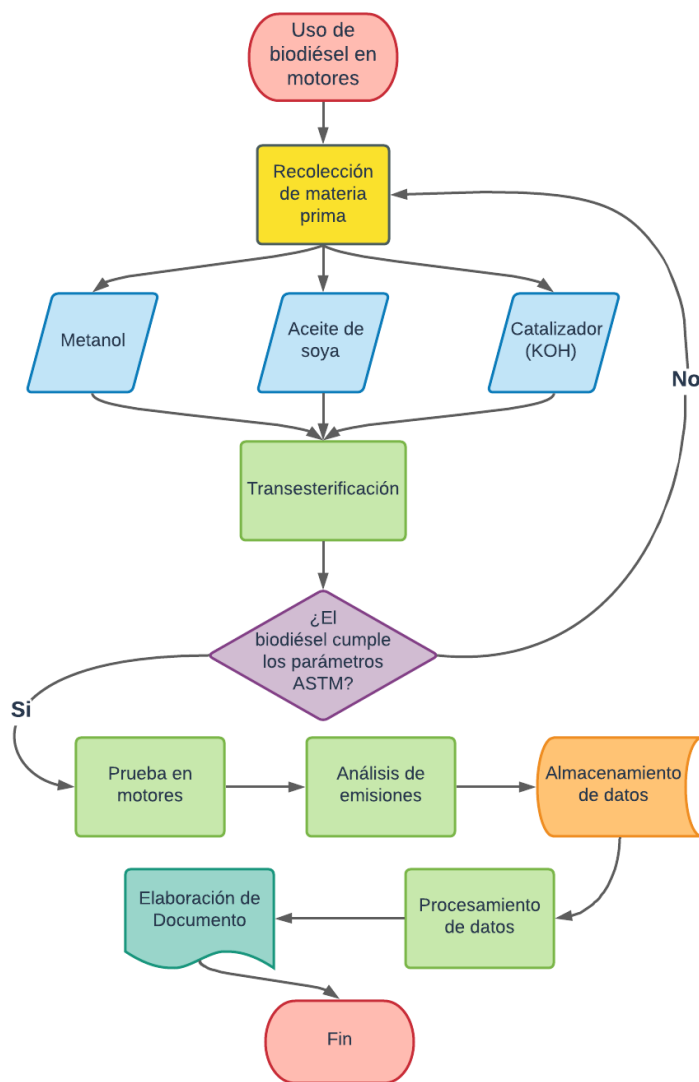 Uso de
biodiésel en
motores
Recolección
de materia
prima
Metanol
Aceite de
soya
Catalizador
(KOH)
No
Transesterificación
¿El
biodiésel cumple
los parámetros
ASTM?
Si
Prueba en
motores
Análisis de
emisiones
Almacenamiento
de datos
Elaboración de
Documento
Procesamiento
de datos
Fin